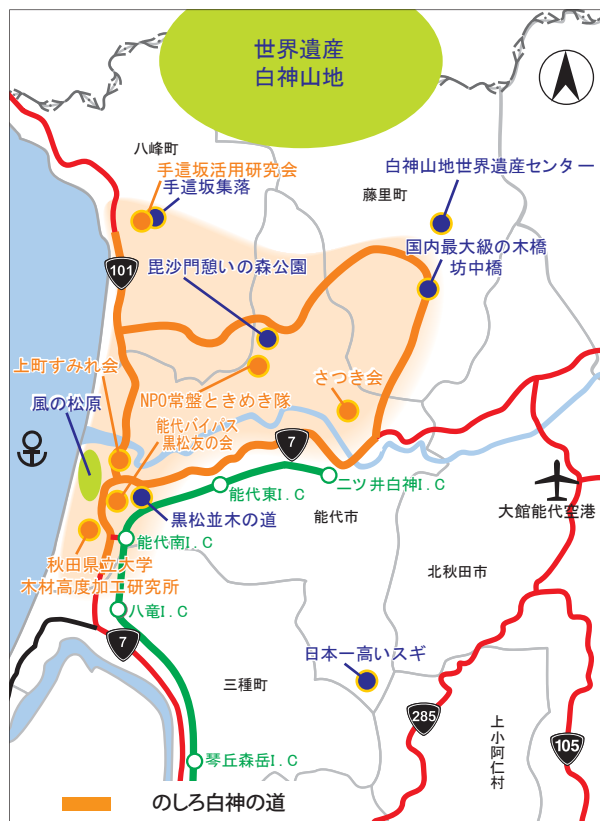 世界遺産
白神山地
八峰町
手這坂活用研究会
手這坂集落
白神山地世界遺産センター
藤里町
国内最大級の木橋
坊中橋
101
毘沙門憩いの森公園
上町すみれ会
NPO常盤ときめき隊
さつき会
風の松原
能代バイパス
黒松友の会
7
二ツ井白神I.C
能代東I.C
黒松並木の道
能代市
大館能代空港
能代南I.C
秋田県立大学
木材高度加工研究所
北秋田市
八竜I.C
7
日本一高いスギ
三種町
285
上小阿仁村
105
琴丘森岳I.C
のしろ白神の道